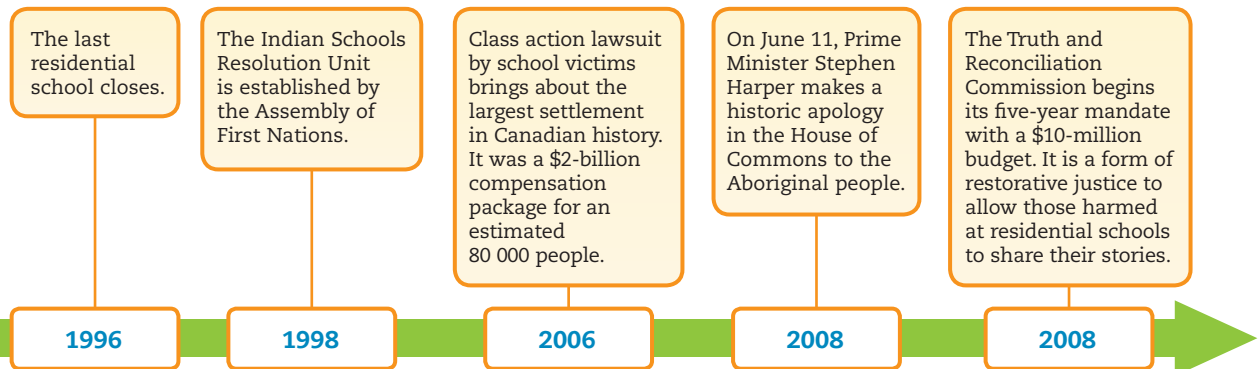 The last
residential
school closes.
The Indian Schools
Resolution Unit
is established by
the Assembly of
First Nations.
Class action lawsuit
by school victims
brings about the
largest settlement
in Canadian history.
It was a $2-billion
compensation
package for an
estimated
80 000 people.
On June 11, Prime
Minister Stephen
Harper makes a
historic apology
in the House of
Commons to the
Aboriginal people.
The Truth and
Reconciliation
Commission begins
its five-year mandate
with a $10-million
budget. It is a form of
restorative justice to
allow those harmed
at residential schools
to share their stories.
1996
1998
2006
2008
2008